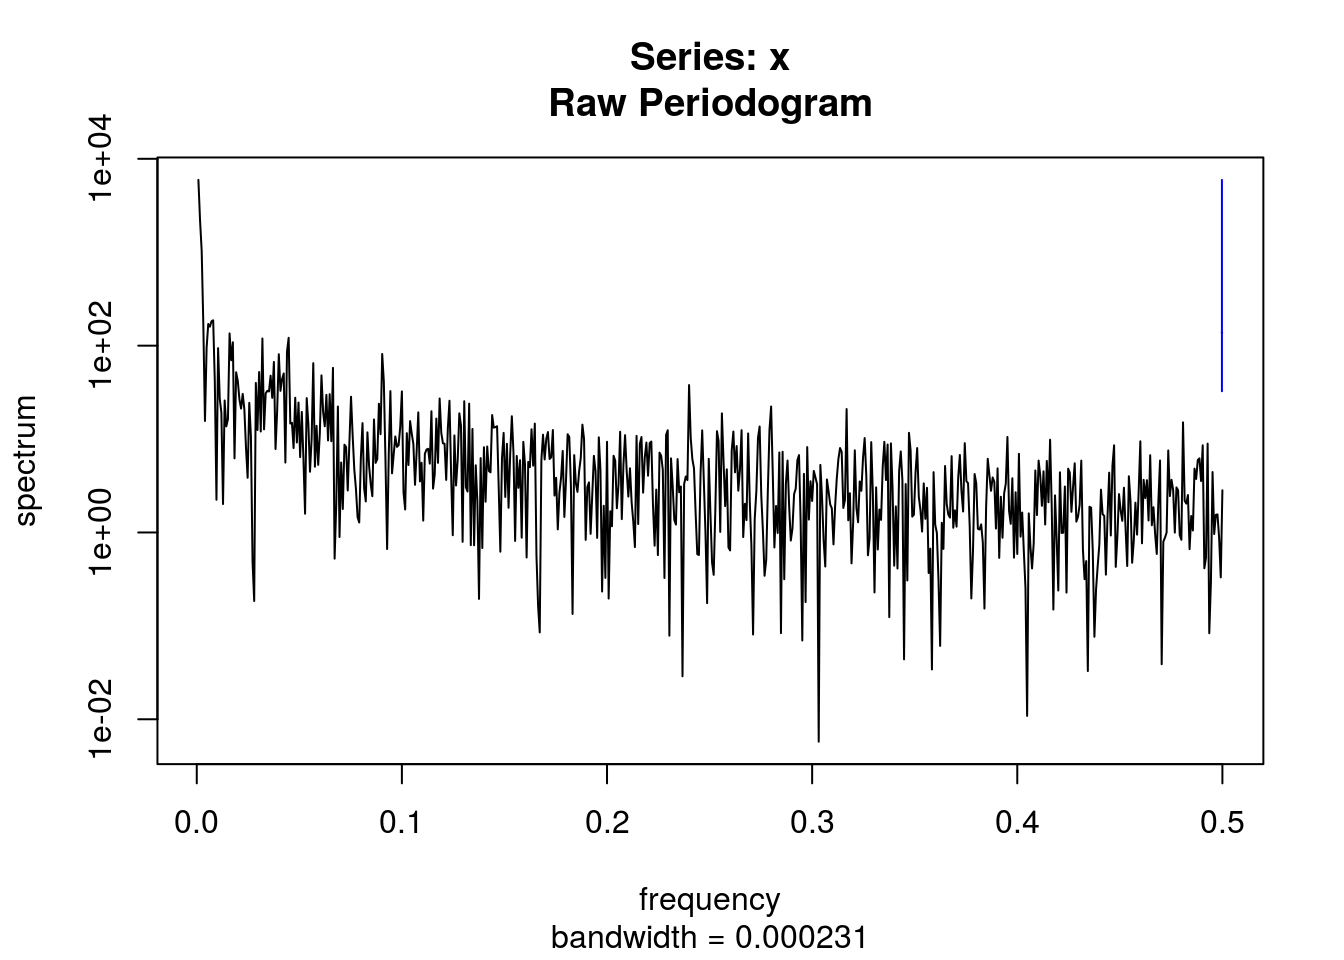 Series: x
Raw Periodogram
1e+04
1e+02
1e+00
1e-02
spectrum
0.0 0.1 0.2 0.3 0.4 0.5
frequency
bandwidth = 0.000231